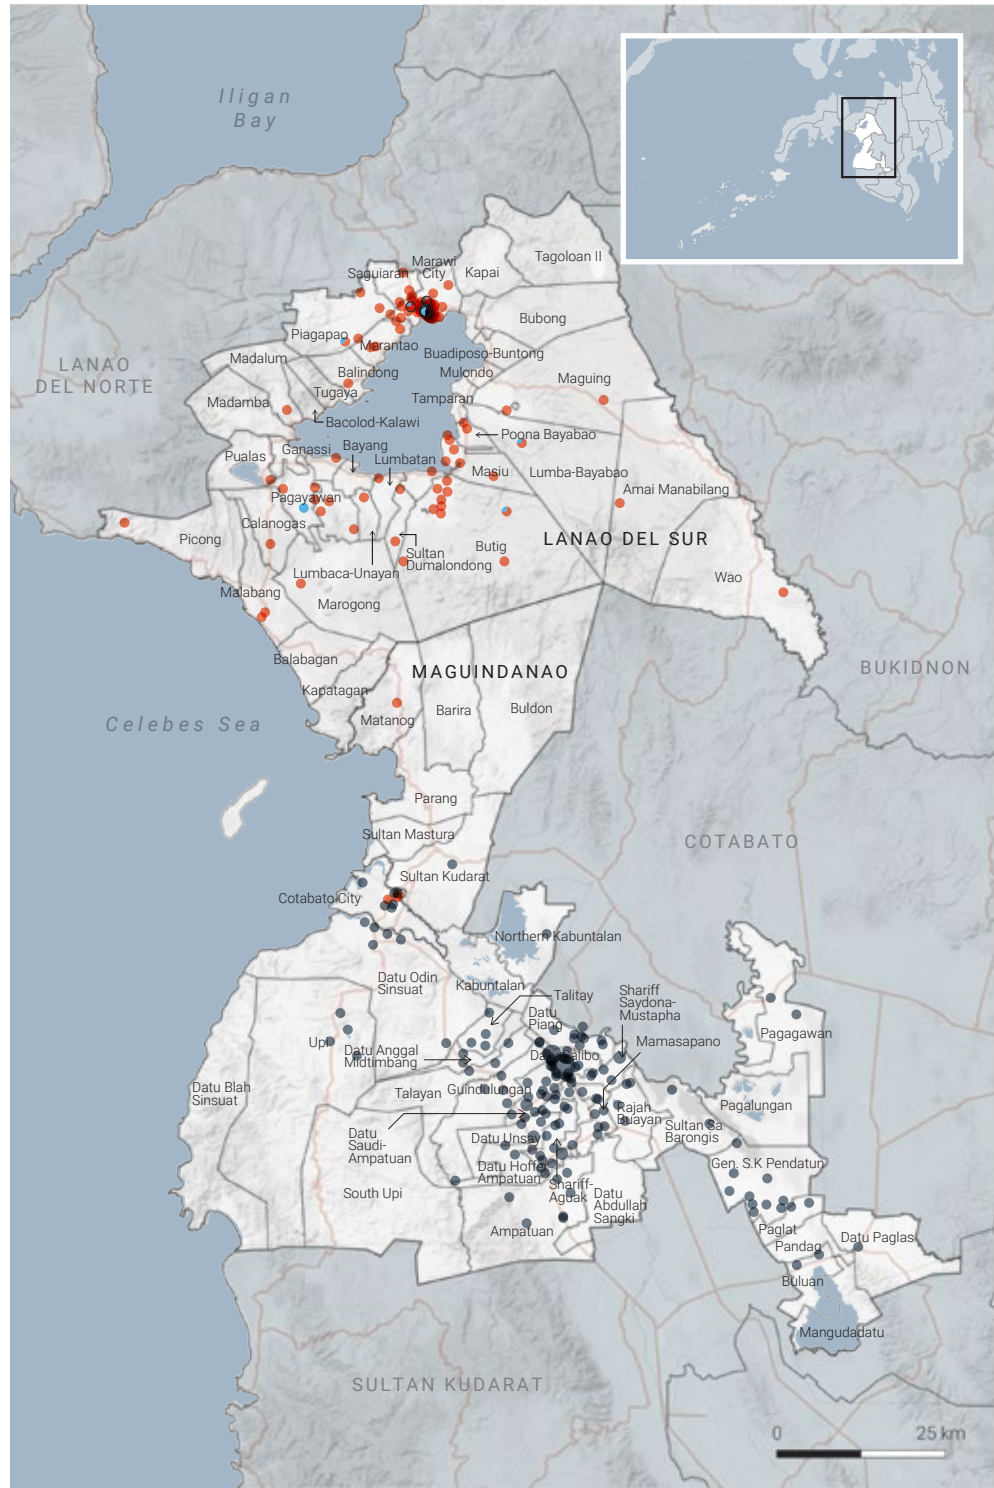 Iligan
Bay
Tagoloan II
Marawi
City
Saguiaran
Kapai
Bubong
Piagapao
Marantao
Buadiposo-Buntong
LANAO
DEL NORTE
Madalum
Balindong
Mulondo
Maguing
Tugaya
Madamba
Tamparan
Bacolod-Kalawi
Poona Bayabao
Ganassi
Bayang
Pualas
Lumbatan
Masiu
Lumba-Bayabao
Amai Manabilang
Pagayawan
Calanogas
Picong
LANAO DEL SUR
Butig
Sultan
Dumalondong
Lumbaca-Unayan
Wao
Malabang
Marogong
BUKIDNON
Balabagan
MAGUINDANAO
Kapatagan
Celebes Sea
Matanog
Barira
Buldon
Parang
Sultan Mastura
COTABATO
Sultan Kudarat
Cotabato City
Northern Kabuntalan
Datu Odin
Sinsuat
Kabuntalan
Talitay
Shariff
Saydona-
Mustapha
Datu
Piang
Pagagawan
Upi
Datu Anggal
Midtimbang
Datu Salibo
Mamasapano
Datu Blah
Sinsuat
Talayan
Guindulungan
Rajah
Buayan
Pagalungan
Sultan Sa
Barongis
Datu
Saudi-
Ampatuan
Datu Unsay
Datu Hoffer
Ampatuan
Gen. S.K Pendatun
South Upi
Shariff-
Aguak
Datu
Abdullah
Sangki
Ampatuan
Paglat
Pandag
Datu Paglas
Buluan
Mangudadatu
SULTAN KUDARAT
0 25 km